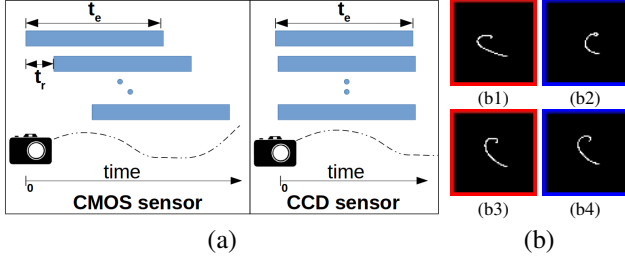 t_e
t_r
0
time
CMOS sensor
t_e
0
time
CCD sensor
(a)
(b1)
(b2)
(b3)
(b4)
(b)